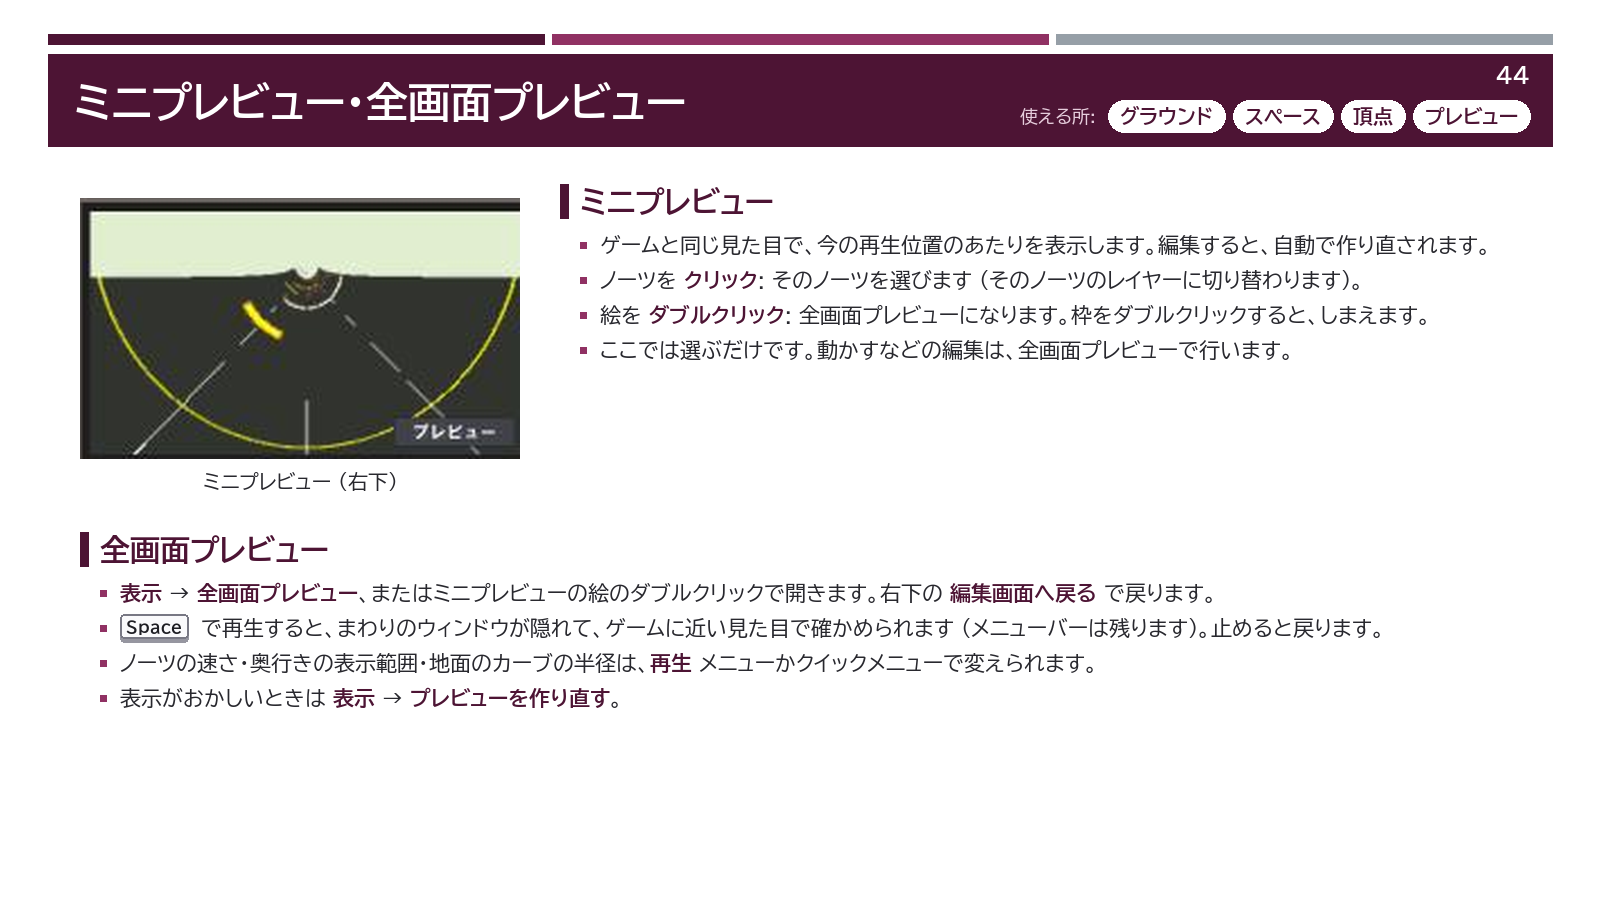 44
ミニプレビュー・全画面プレビュー
使える所: グラウンド スペース 頂点 プレビュー
プレビュー
ミニプレビュー（右下）
ミニプレビュー
ゲームと同じ見た目で、今の再生位置のあたりを表示します。編集すると、自動で作り直されます。
ノーツを クリック: そのノーツを選びます（そのノーツのレイヤーに切り替わります）。
絵を ダブルクリック: 全画面プレビューになります。枠をダブルクリックすると、しまえます。
ここでは選ぶだけです。動かすなどの編集は、全画面プレビューで行います。
全画面プレビュー
表示 → 全画面プレビュー、またはミニプレビューの絵のダブルクリックで開きます。右下の 編集画面へ戻る で戻ります。
Space で再生すると、まわりのウィンドウが隠れて、ゲームに近い見た目で確かめられます（メニューバーは残ります）。止めると戻ります。
ノーツの速さ・奥行きの表示範囲・地面のカーブの半径は、再生 メニューかクイックメニューで変えられます。
表示がおかしいときは 表示 → プレビューを作り直す。